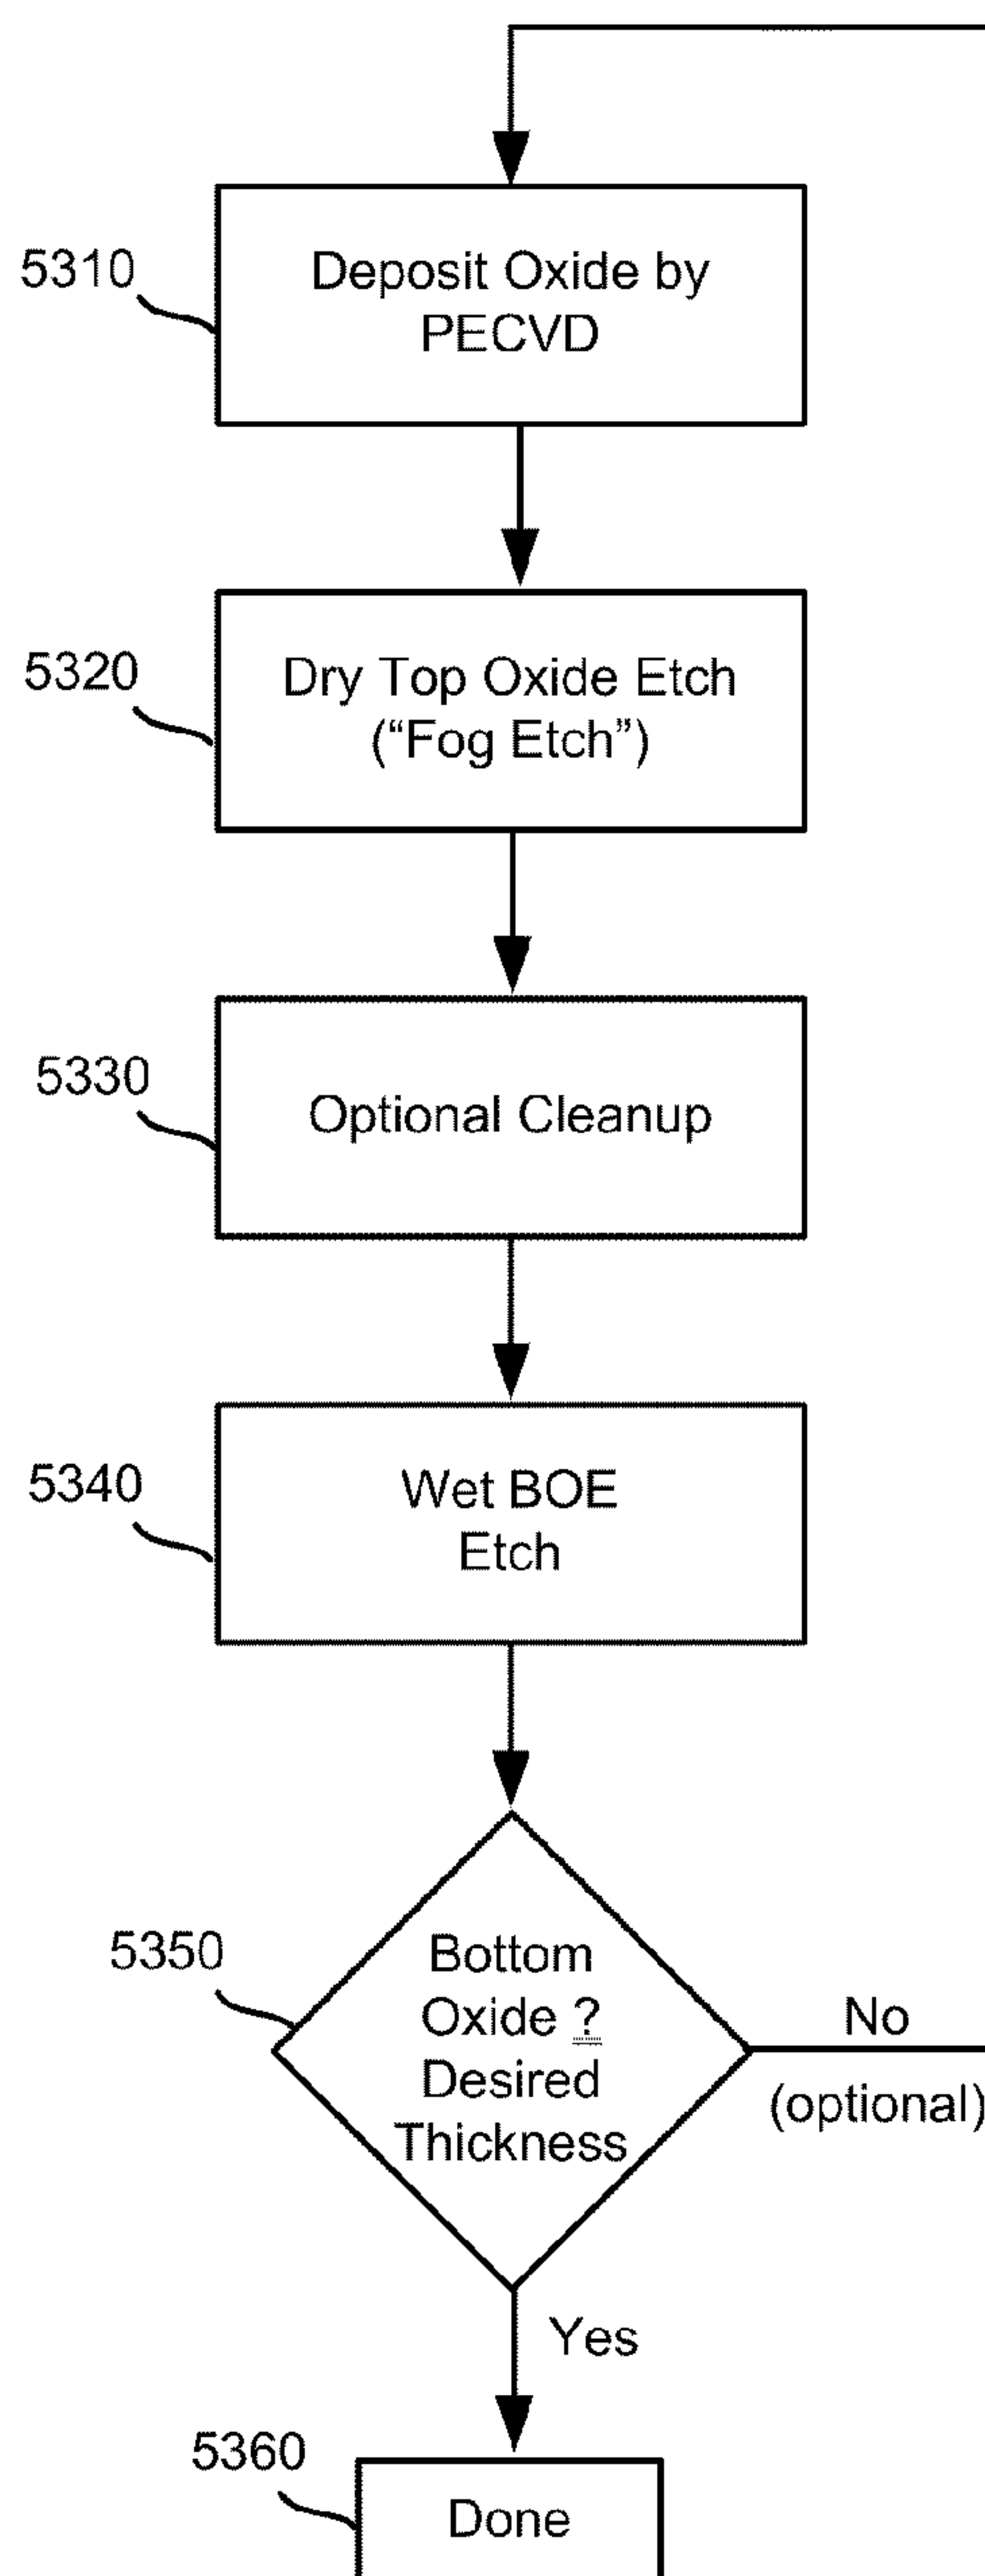 5310
Deposit Oxide by
PECVD
5320
Dry Top Oxide Etch
(“Fog Etch”)
5330
Optional Cleanup
5340
Wet BOE
Etch
5350
Bottom
Oxide ?
Desired
Thickness
No
(optional)
Yes
5360
Done